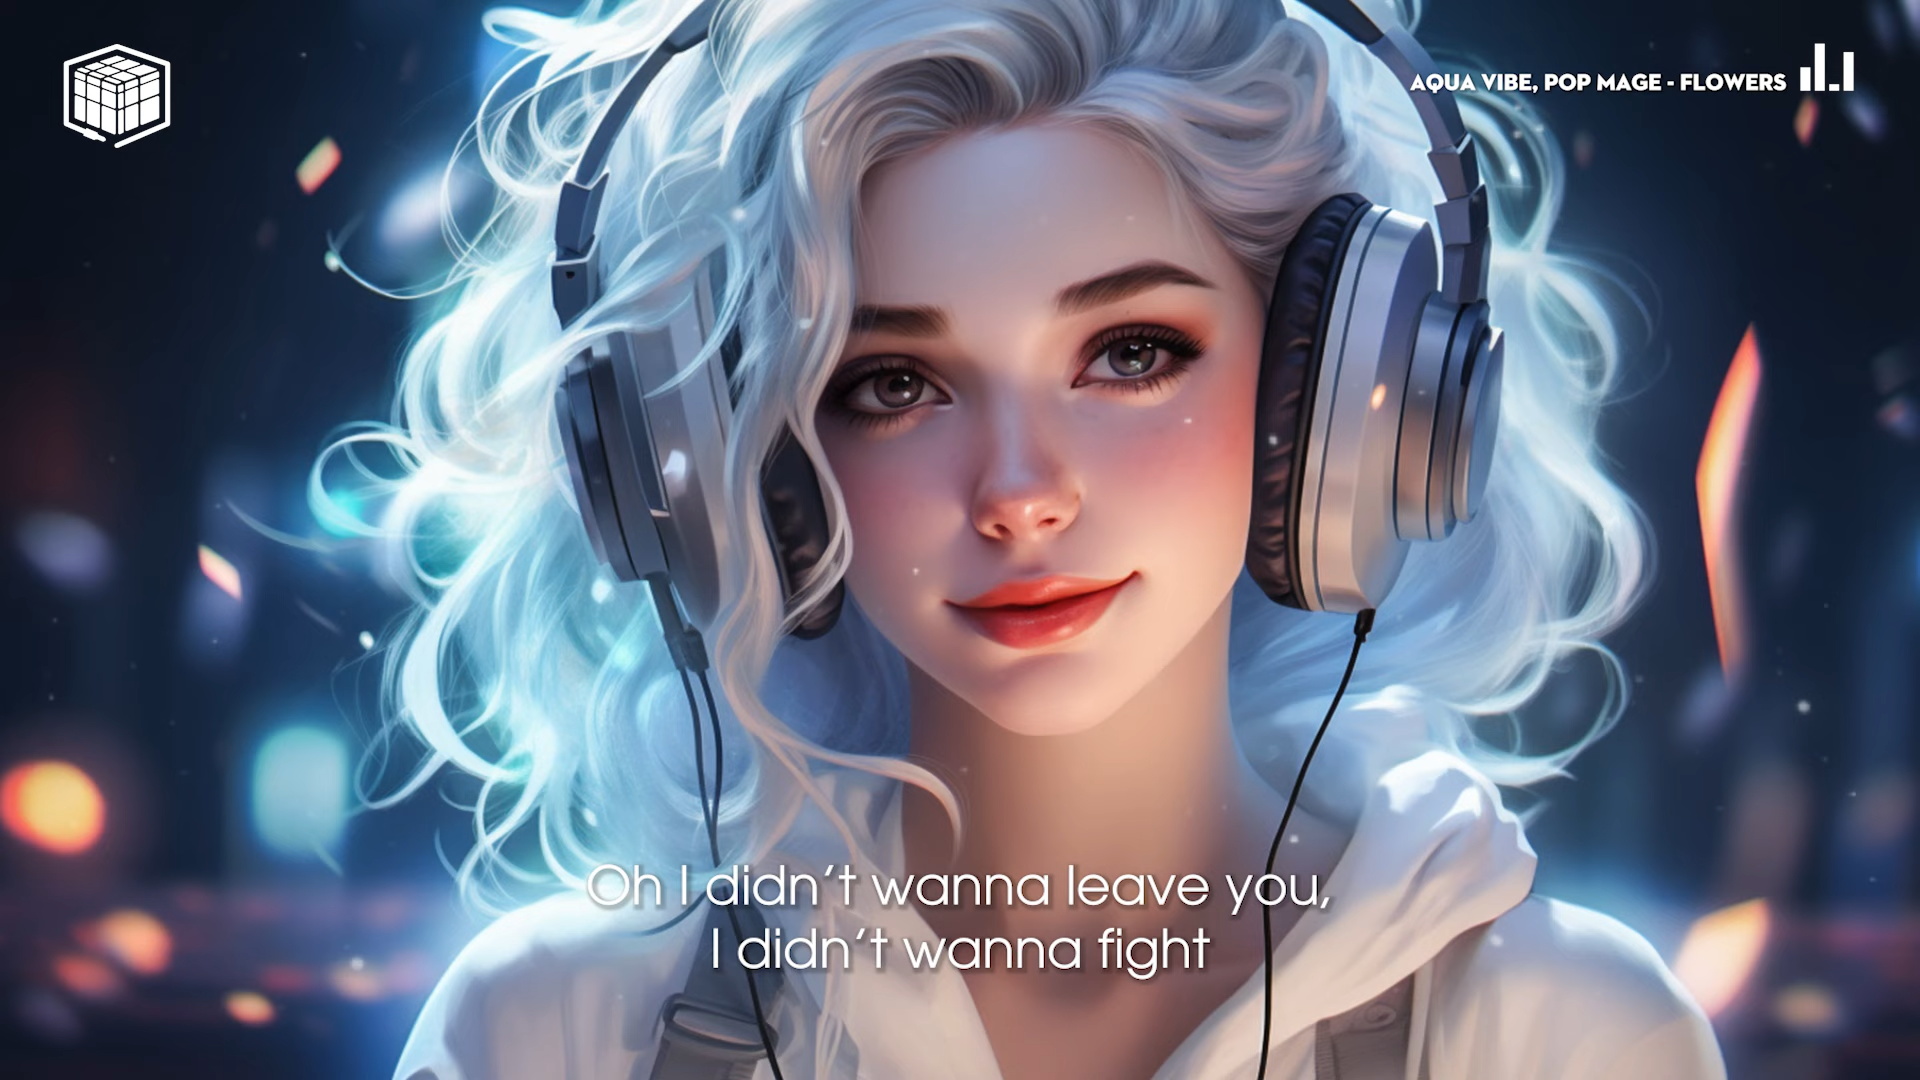 AQUA VIBE, POP MAGE - FLOWERS
Oh I didn't wanna leave you,
I didn't wanna fight